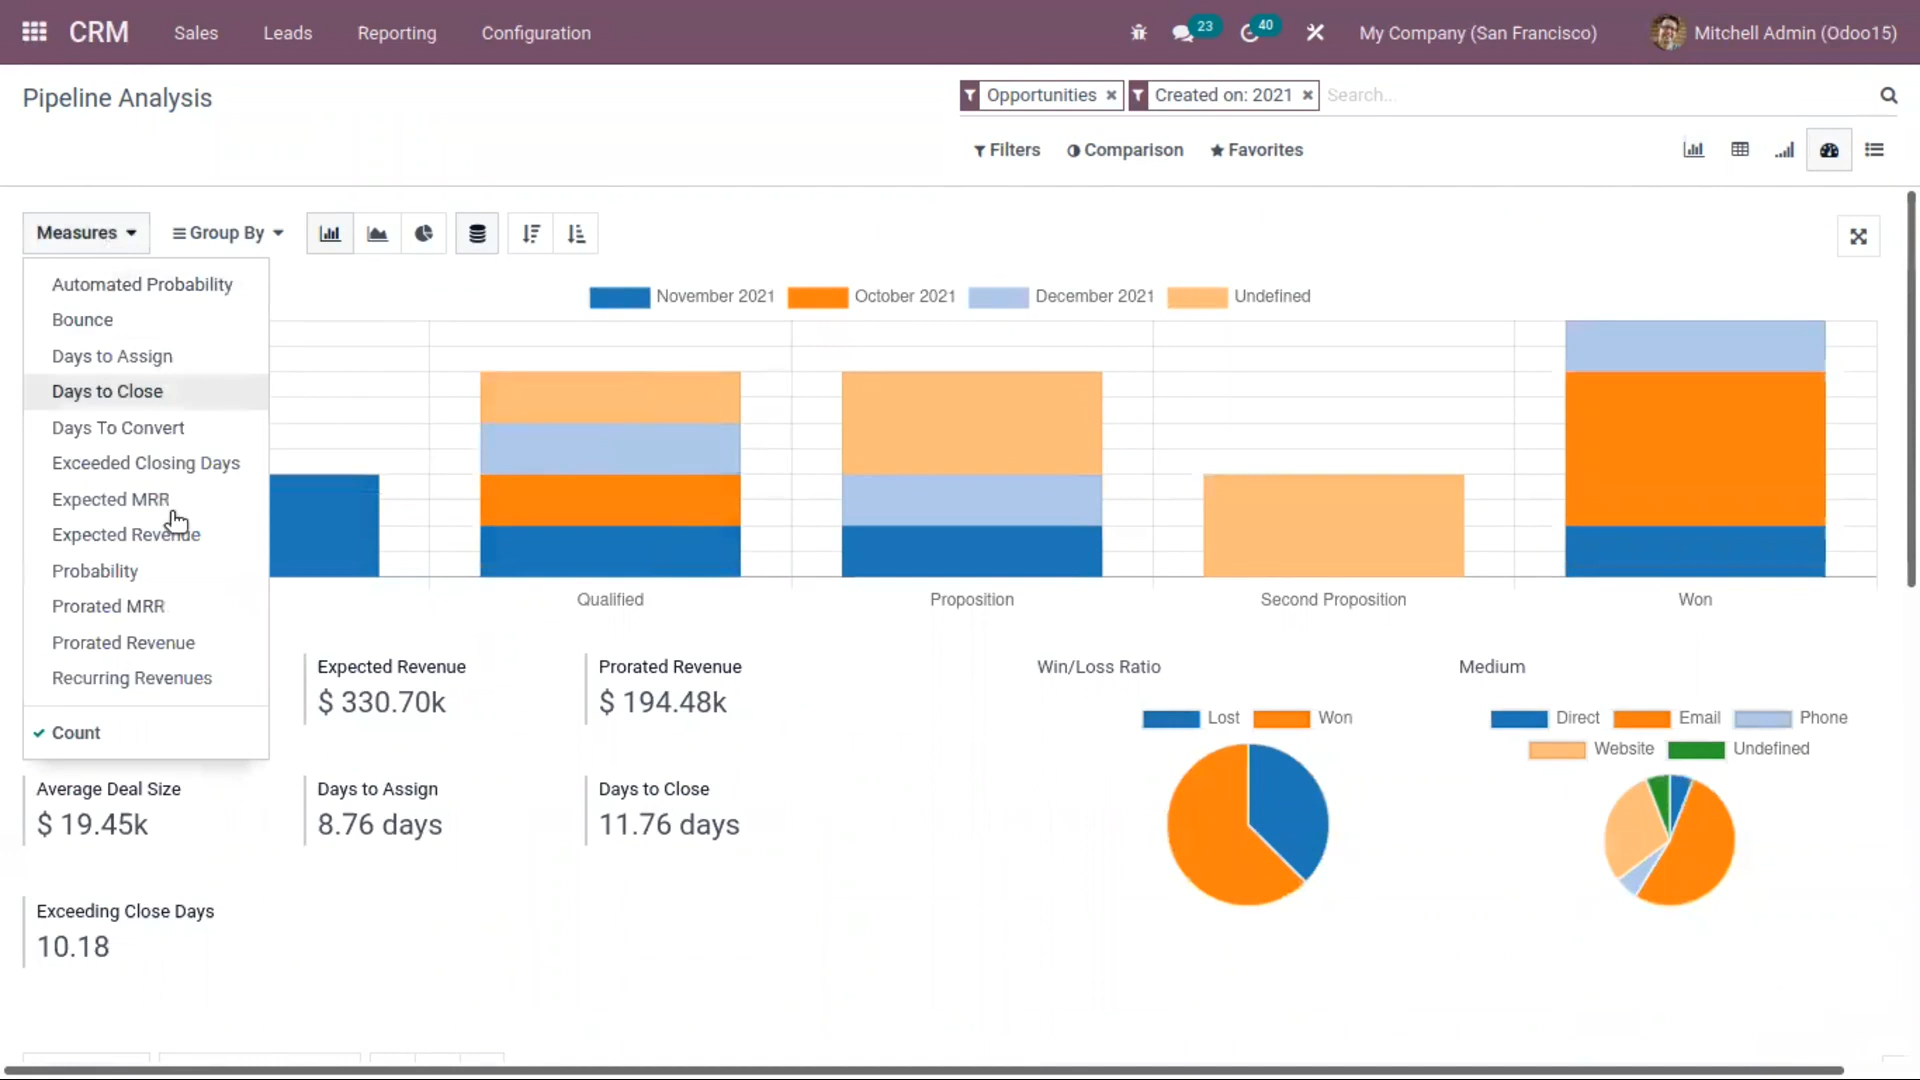 CRM Sales Leads Reporting Configuration 23 40 My Company (San Francisco) Mitchell Admin (Odoo15)
Pipeline Analysis Opportunities × Created on: 2021 × Search...
Filters Comparison Favorites
Measures Group By
Automated Probability
Bounce
Days to Assign
Days to Close
Days To Convert
Exceeded Closing Days
Expected MRR
Expected Revenue
Probability
Prorated MRR
Prorated Revenue
Recurring Revenues
Count
November 2021 October 2021 December 2021 Undefined
Qualified Proposition Second Proposition Won
Expected Revenue
$ 330.70k
Prorated Revenue
$ 194.48k
Average Deal Size
$ 19.45k
Days to Assign
8.76 days
Days to Close
11.76 days
Exceeding Close Days
10.18
Win/Loss Ratio
Lost Won
Medium
Direct Email Phone
Website Undefined